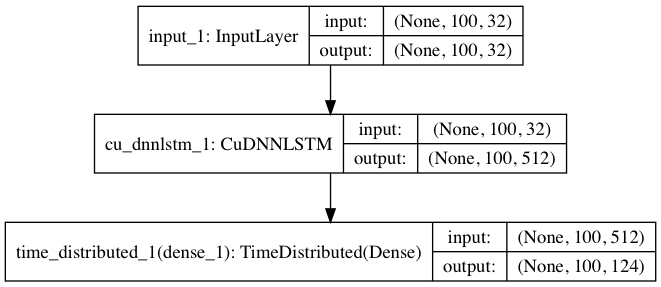 input_1: InputLayer
input: (None, 100, 32)
output: (None, 100, 32)
cu_dnnlstm_1: CuDNNLSTM
input: (None, 100, 32)
output: (None, 100, 512)
time_distributed_1(dense_1): TimeDistributed(Dense)
input: (None, 100, 512)
output: (None, 100, 124)